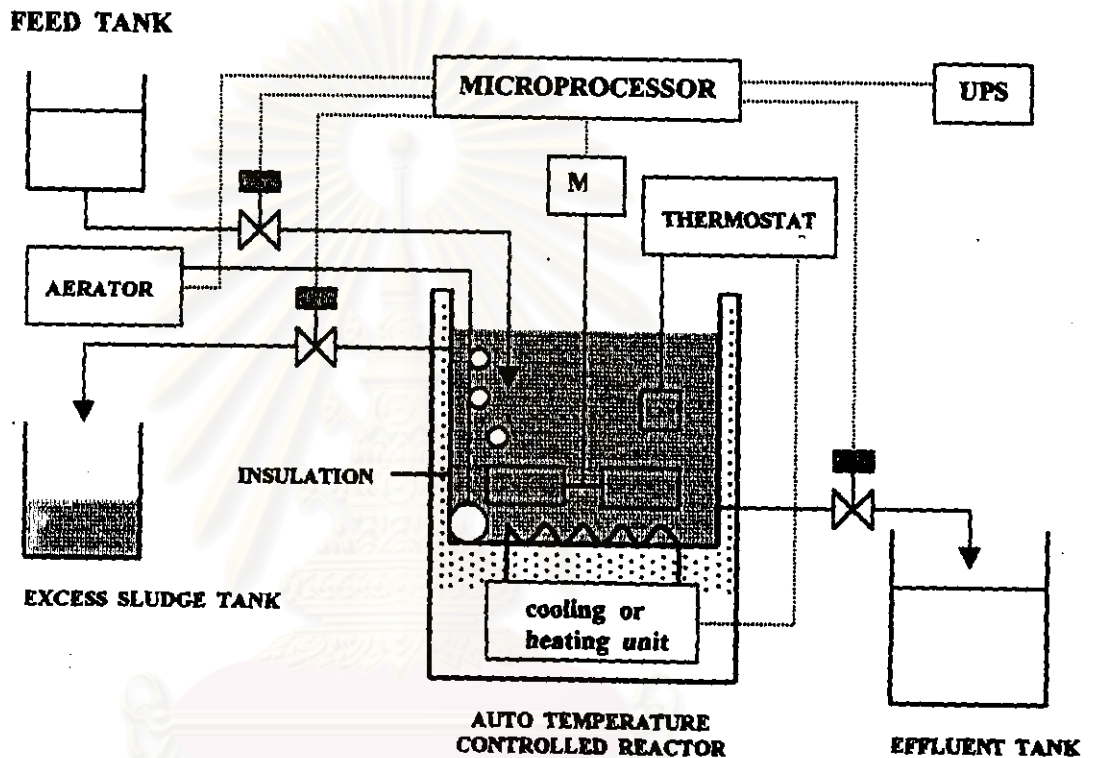 FEED TANK
MICROPROCESSOR
UPS
M
THERMOSTAT
AERATOR
INSULATION
EXCESS SLUDGE TANK
cooling or
heating unit
AUTO TEMPERATURE
CONTROLLED REACTOR
EFFLUENT TANK